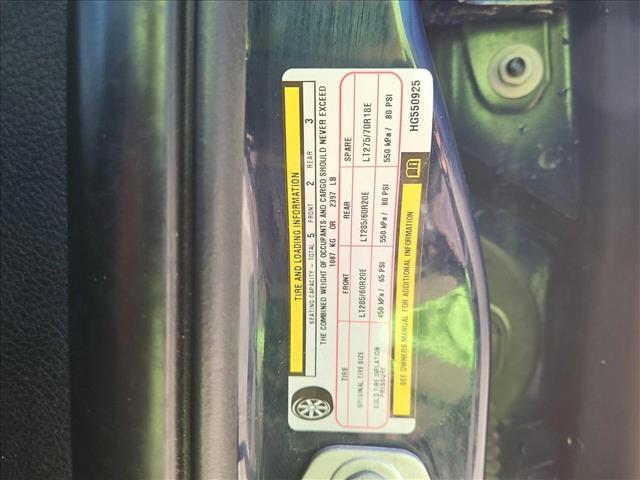 TIRE AND LOADING INFORMATION
SEATING CAPACITY - TOTAL 5 FRONT 2 REAR 3
THE COMBINED WEIGHT OF OCCUPANTS AND CARGO SHOULD NEVER EXCEED
1087 KG OR 2397 LB
TIRE FRONT REAR SPARE
ORIGINAL TIRE SIZE LT285/60R20E LT285/60R20E LT275/70R18E
COLD TIRE INFLATION PRESSURE 450 kPa/ 65 PSI 550 kPa/ 80 PSI 550 kPa/ 80 PSI
SEE OWNERS MANUAL FOR ADDITIONAL INFORMATION
HG550925